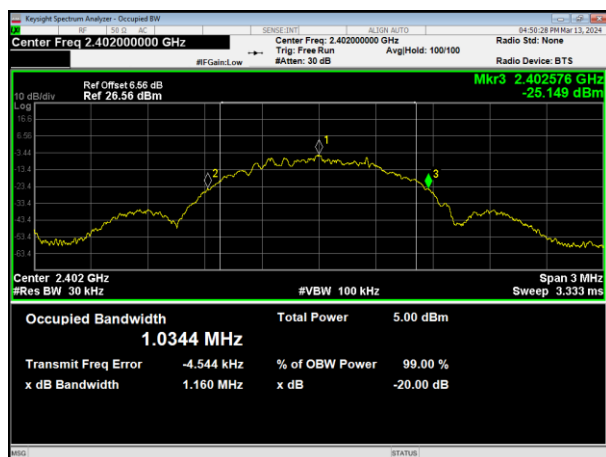 Keysight Spectrum Analyzer - Occupied BW
RF 50 Ω AC SENSE:INT ALIGN AUTO 04:50:28 PM Mar 13, 2024
Center Freq 2.402000000 GHz Center Freq: 2.402000000 GHz Radio Std: None
Trig: Free Run Avg|Hold: 100/100
#IFGain:Low #Atten: 30 dB Radio Device: BTS
Mkr3 2.402576 GHz
Ref Offset 6.56 dB
10 dB/div Ref 26.56 dBm -25.149 dBm
Log
16.6
6.56
-3.44
-13.4
-23.4
-33.4
-43.4
-53.4
-63.4
1
2
3
Center 2.402 GHz Span 3 MHz
#Res BW 30 kHz #VBW 100 kHz Sweep 3.333 ms
Occupied Bandwidth Total Power 5.00 dBm
1.0344 MHz
Transmit Freq Error -4.544 kHz % of OBW Power 99.00 %
x dB Bandwidth 1.160 MHz x dB -20.00 dB
MSG STATUS